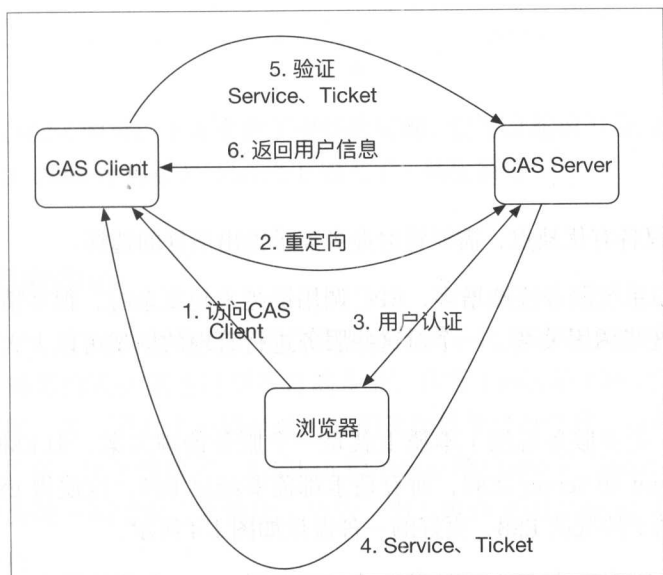 5. 验证
Service、Ticket
CAS Client
6. 返回用户信息
CAS Server
2. 重定向
1. 访问CAS
Client
3. 用户认证
浏览器
4. Service、Ticket